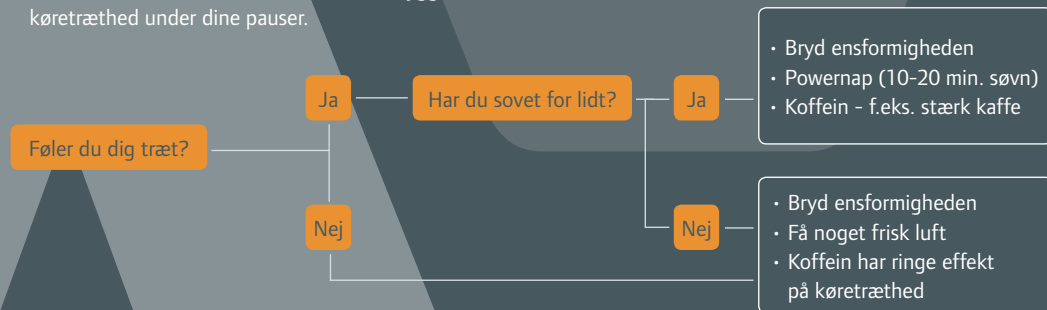 køretræthed under dine pauser.
Føler du dig træt?
Ja
Har du sovet for lidt?
Ja
· Bryd ensformigheden
· Powernap (10-20 min. søvn)
· Koffein - f.eks. stærk kaffe
Nej
Nej
· Bryd ensformigheden
· Få noget frisk luft
· Koffein har ringe effekt
på køretræthed